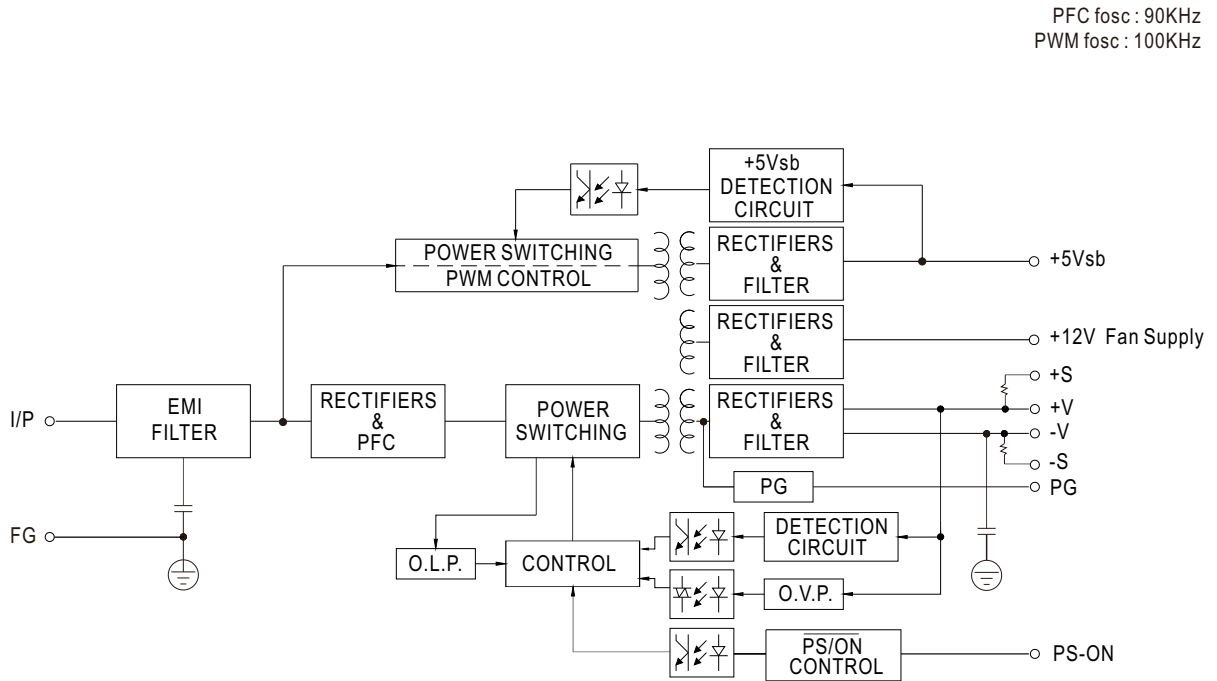 PFC fosc : 90KHz
PWM fosc : 100KHz
+5Vsb
DETECTION
CIRCUIT
POWER SWITCHING
PWM CONTROL
RECTIFIERS
&
FILTER
+5Vsb
RECTIFIERS
&
FILTER
+12V Fan Supply
I/P
EMI
FILTER
RECTIFIERS
&
PFC
POWER
SWITCHING
RECTIFIERS
&
FILTER
+S
+V
-V
-S
PG
PG
FG
O.L.P.
CONTROL
DETECTION
CIRCUIT
O.V.P.
PS/ON
CONTROL
PS-ON